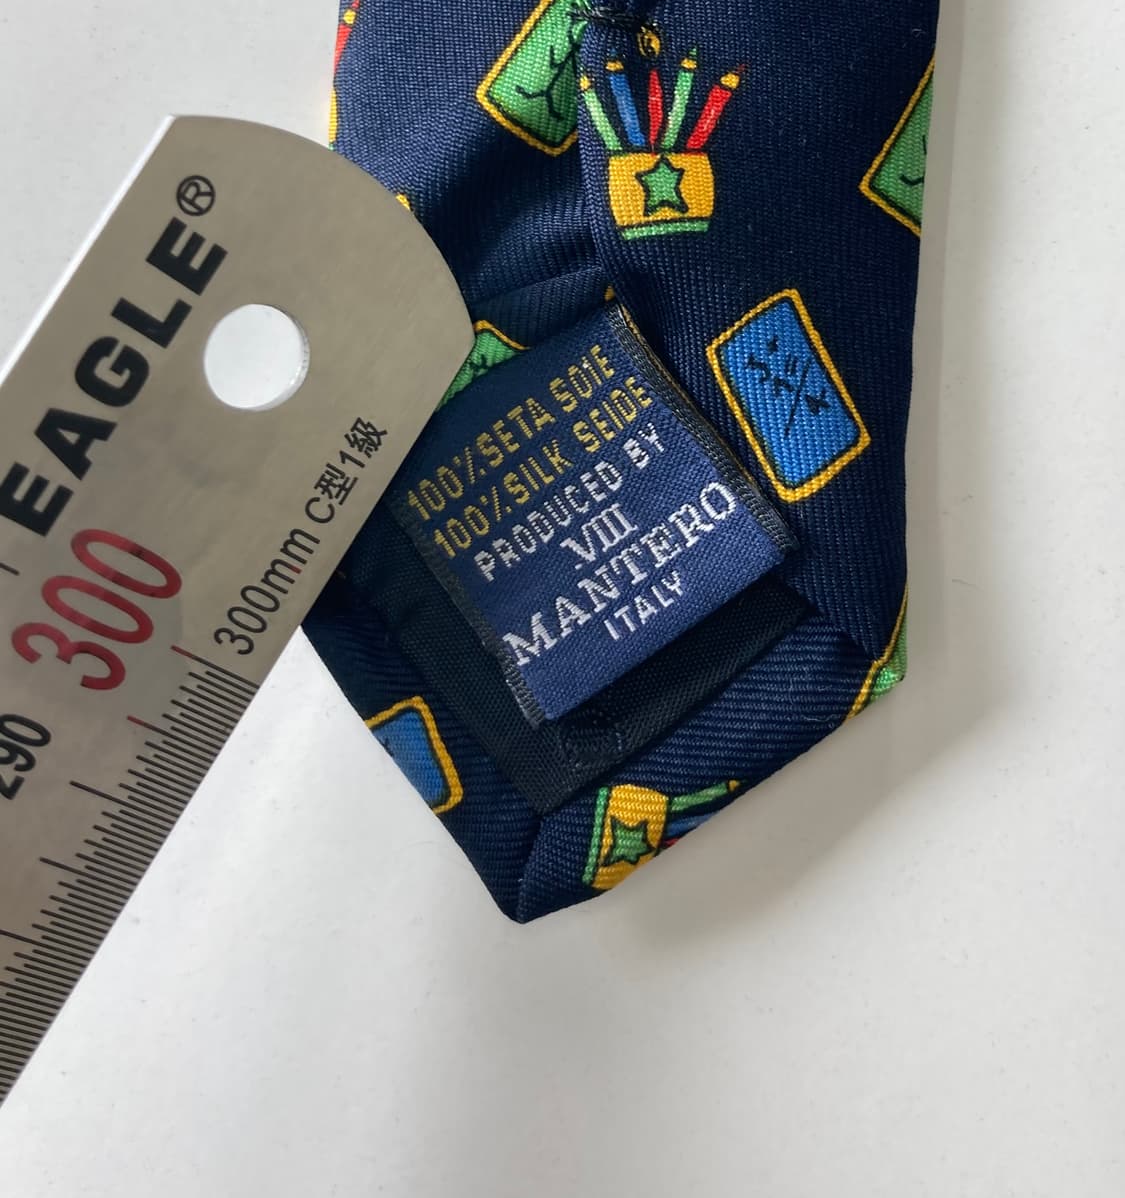 EAGLE®
300mm C型1級
300
290
100%SETA SOIE
100%SILK SEIDE
PRODUCED BY
VIII
MANTERO
ITALY